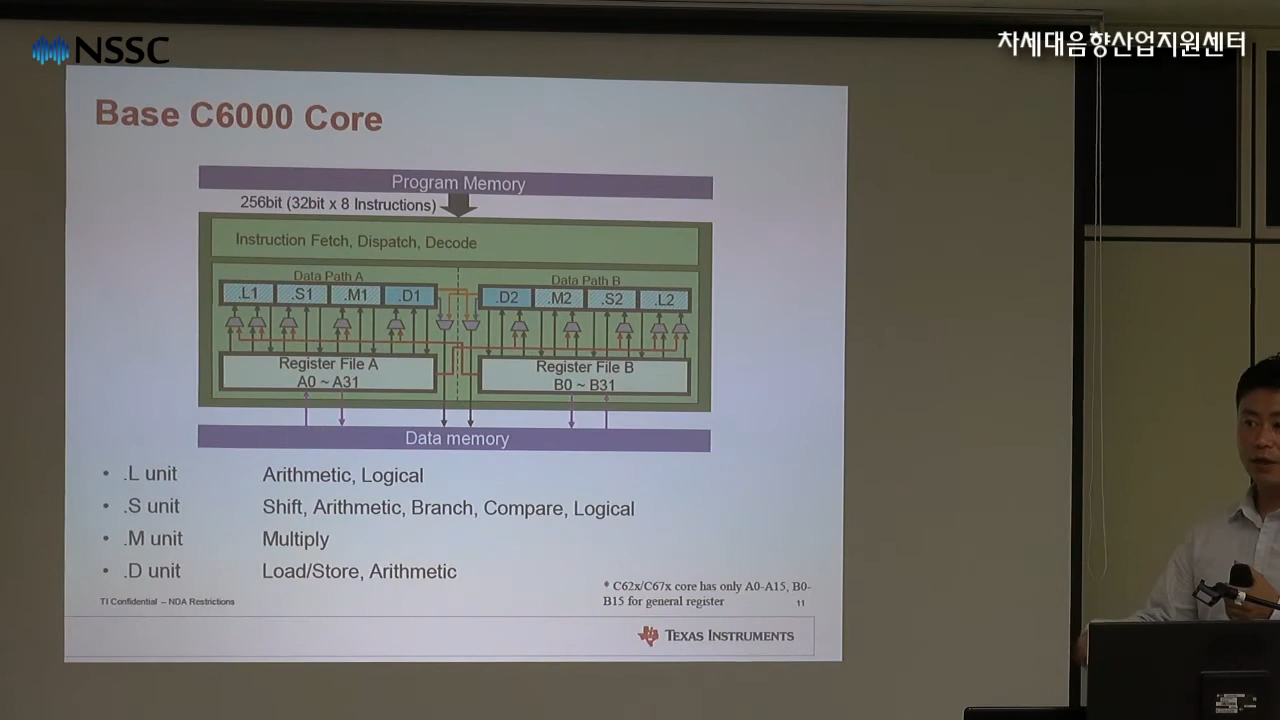 NSSC
차세대음향산업지원센터
Base C6000 Core
Program Memory
256bit (32bit x 8 Instructions)
Instruction Fetch, Dispatch, Decode
Data Path A
Data Path B
.L1 .S1 .M1 .D1
.D2 .M2 .S2 .L2
Register File A
A0 ~ A31
Register File B
B0 ~ B31
Data memory
• .L unit Arithmetic, Logical
• .S unit Shift, Arithmetic, Branch, Compare, Logical
• .M unit Multiply
• .D unit Load/Store, Arithmetic
* C62x/C67x core has only A0-A15, B0-
B15 for general register
TI Confidential – NDA Restrictions
11
TEXAS INSTRUMENTS